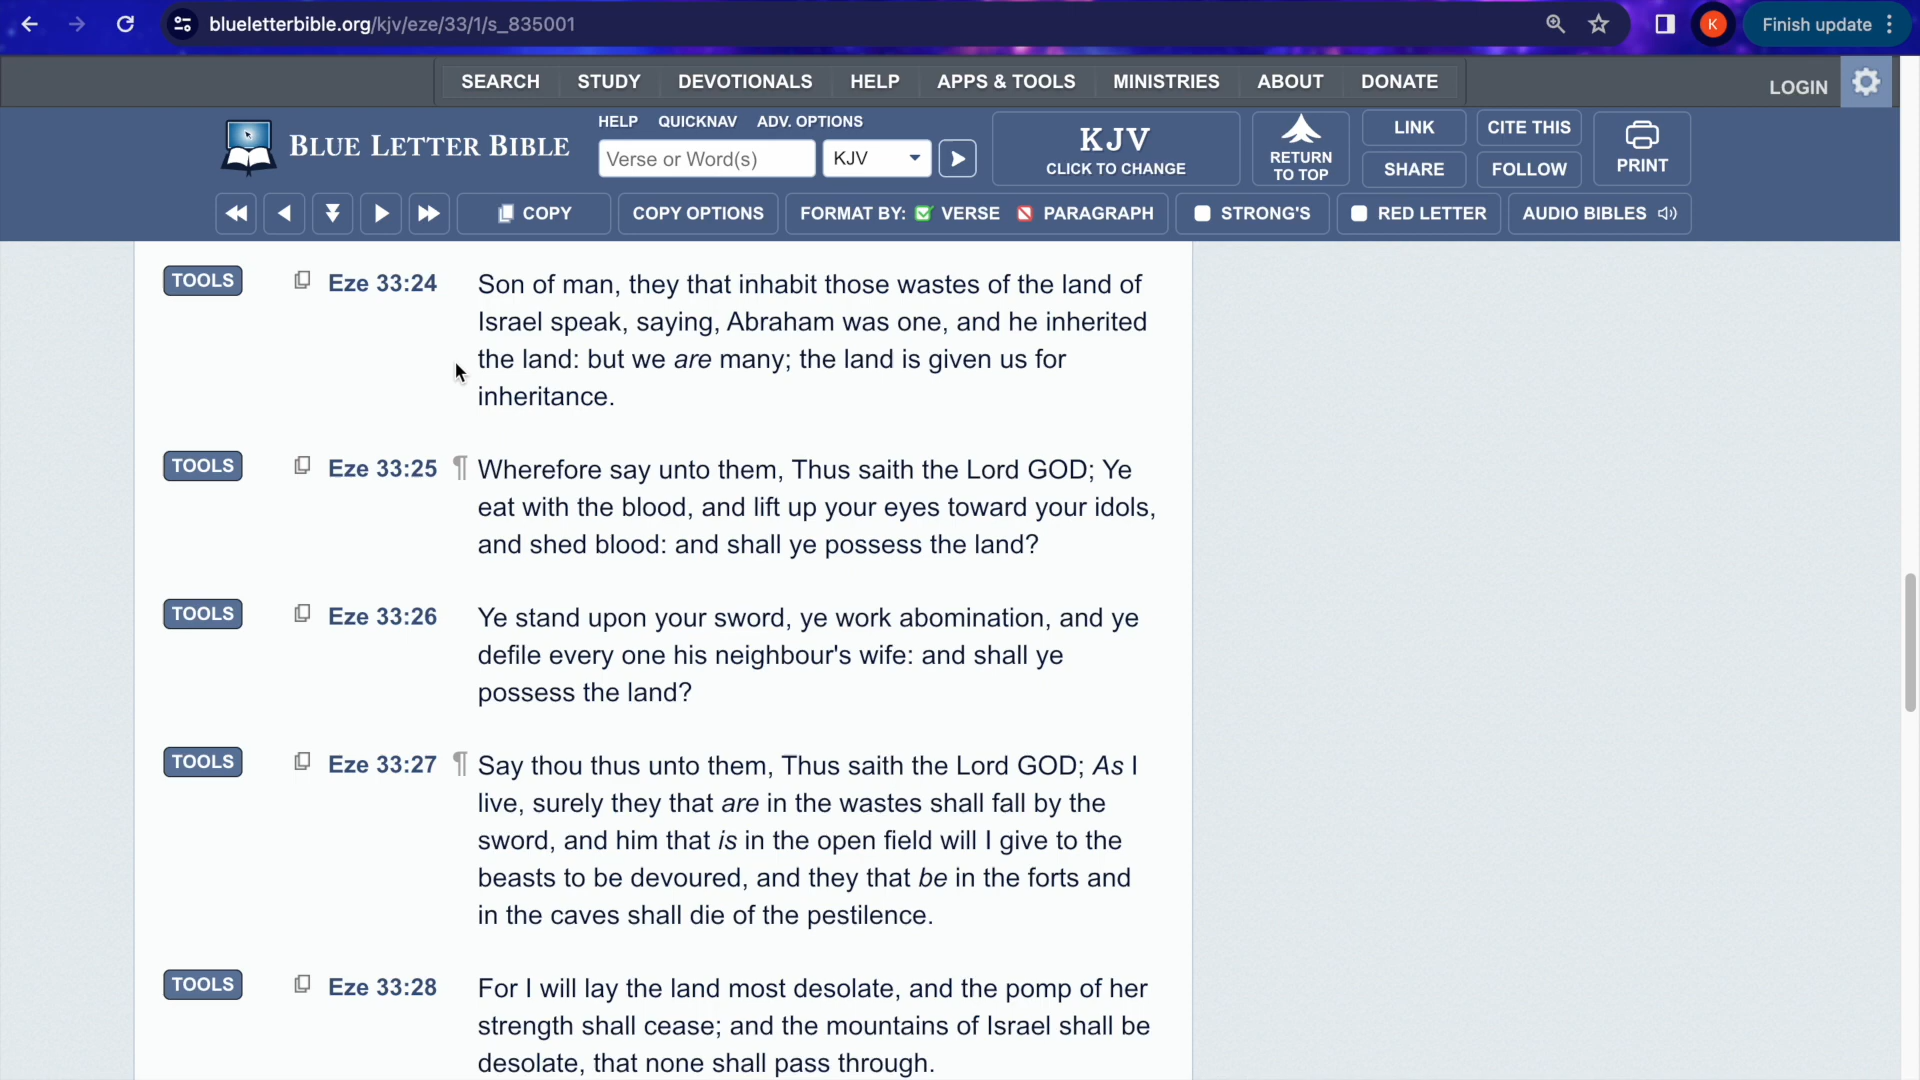 blueletterbible.org/kjv/eze/33/1/s_835001
K
Finish update
SEARCH STUDY DEVOTIONALS HELP APPS & TOOLS MINISTRIES ABOUT DONATE
LOGIN
BLUE LETTER BIBLE
HELP QUICKNAV ADV. OPTIONS
Verse or Word(s)
KJV
KJV
CLICK TO CHANGE
RETURN
TO TOP
LINK
CITE THIS
SHARE
FOLLOW
PRINT
COPY
COPY OPTIONS
FORMAT BY: VERSE PARAGRAPH
STRONG'S
RED LETTER
AUDIO BIBLES
TOOLS Eze 33:24 Son of man, they that inhabit those wastes of the land of
Israel speak, saying, Abraham was one, and he inherited
the land: but we are many; the land is given us for
inheritance.
TOOLS Eze 33:25 ¶ Wherefore say unto them, Thus saith the Lord GOD; Ye
eat with the blood, and lift up your eyes toward your idols,
and shed blood: and shall ye possess the land?
TOOLS Eze 33:26 Ye stand upon your sword, ye work abomination, and ye
defile every one his neighbour's wife: and shall ye
possess the land?
TOOLS Eze 33:27 ¶ Say thou thus unto them, Thus saith the Lord GOD; As I
live, surely they that are in the wastes shall fall by the
sword, and him that is in the open field will I give to the
beasts to be devoured, and they that be in the forts and
in the caves shall die of the pestilence.
TOOLS Eze 33:28 For I will lay the land most desolate, and the pomp of her
strength shall cease; and the mountains of Israel shall be
desolate, that none shall pass through.